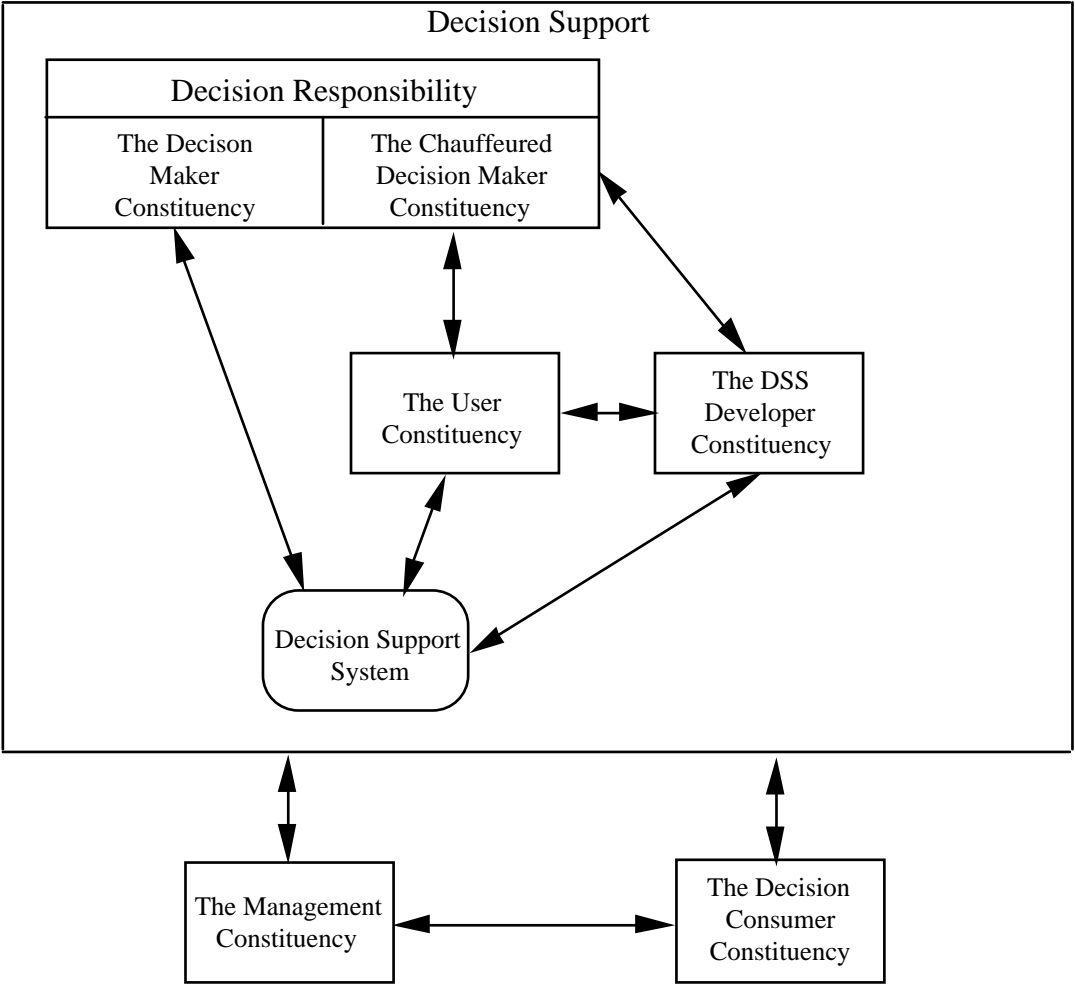 Decision Support
Decision Responsibility
The Decison
Maker
Constituency
The Chauffeured
Decision Maker
Constituency
The User
Constituency
The DSS
Developer
Constituency
Decision Support
System
The Management
Constituency
The Decision
Consumer
Constituency